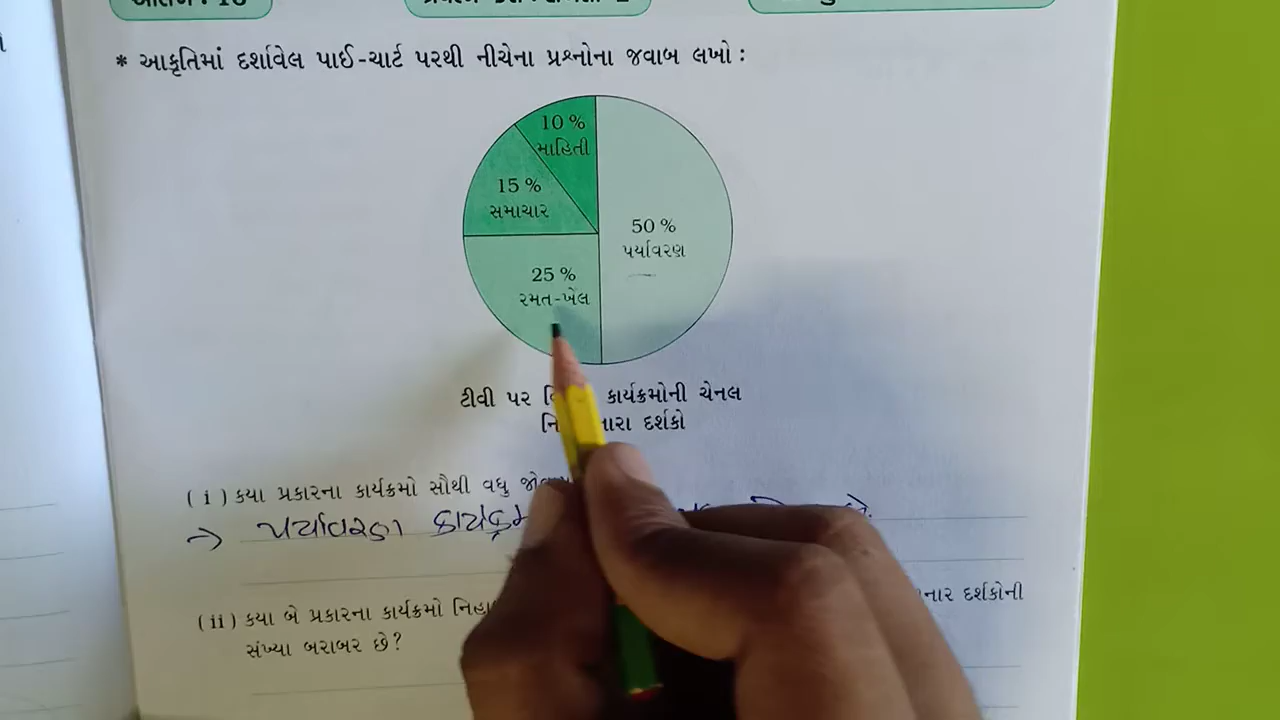 * આકૃતિમાં દર્શાવેલ પાઈ-ચાર્ટ પરથી નીચેના પ્રશ્નોના જવાબ લખો :
10 %
માહિતી
15 %
સમાચાર
50 %
પર્યાવરણ
25 %
રમત-ખેલ
ટીવી પર કાર્યક્રમોની ચેનલ
દર્શકો
( i ) કયા પ્રકારના કાર્યક્રમો સૌથી વધુ
→ પર્યાવરણ કાર્યક્રમ
(ii) કયા બે પ્રકારના કાર્યક્રમો દર્શકોની
સંખ્યા બરાબર છે?